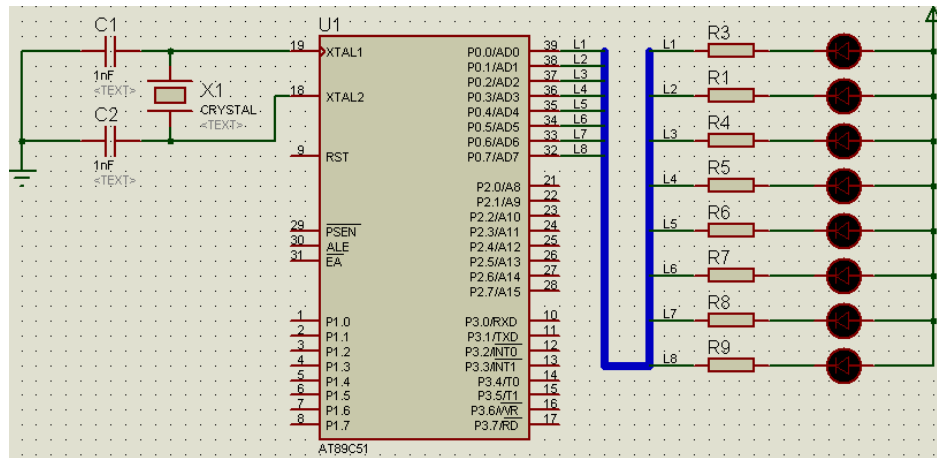 C1
1nF
<TEXT>
X1
CRYSTAL
<TEXT>
C2
1nF
<TEXT>
U1
19 XTAL1
18 XTAL2
9 RST
29 PSEN
30 ALE
31 EA
1 P1.0
2 P1.1
3 P1.2
4 P1.3
5 P1.4
6 P1.5
7 P1.6
8 P1.7
P0.0/AD0 39 L1
P0.1/AD1 38 L2
P0.2/AD2 37 L3
P0.3/AD3 36 L4
P0.4/AD4 35 L5
P0.5/AD5 34 L6
P0.6/AD6 33 L7
P0.7/AD7 32 L8
P2.0/A8 21
P2.1/A9 22
P2.2/A10 23
P2.3/A11 24
P2.4/A12 25
P2.5/A13 26
P2.6/A14 27
P2.7/A15 28
P3.0/RXD 10
P3.1/TXD 11
P3.2/INT0 12
P3.3/INT1 13
P3.4/T0 14
P3.5/T1 15
P3.6/WR 16
P3.7/RD 17
AT89C51
L1 R3
L2 R1
L3 R4
L4 R5
L5 R6
L6 R7
L7 R8
L8 R9